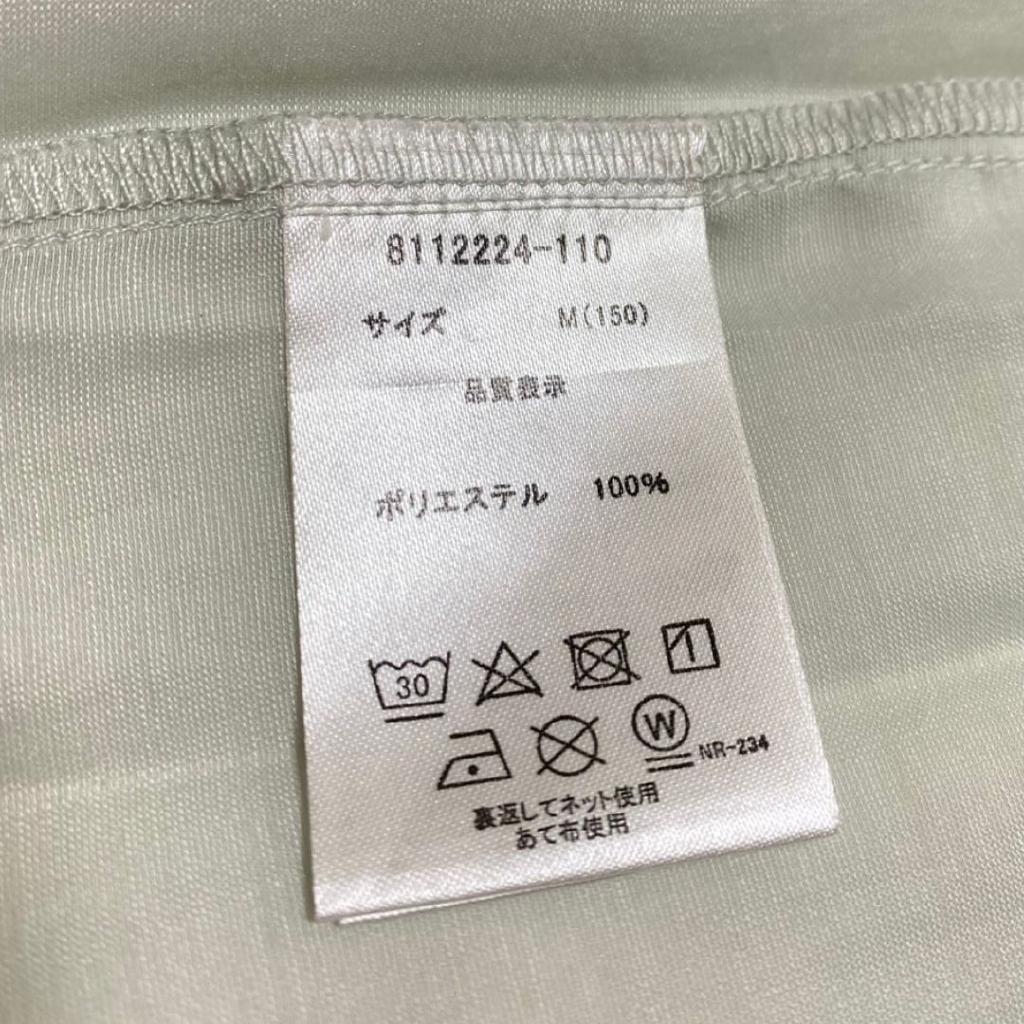 8112224-110
サイズ M(150)
品質表示
ポリエステル 100%
30
W NR-234
裏返してネット使用
あて布使用